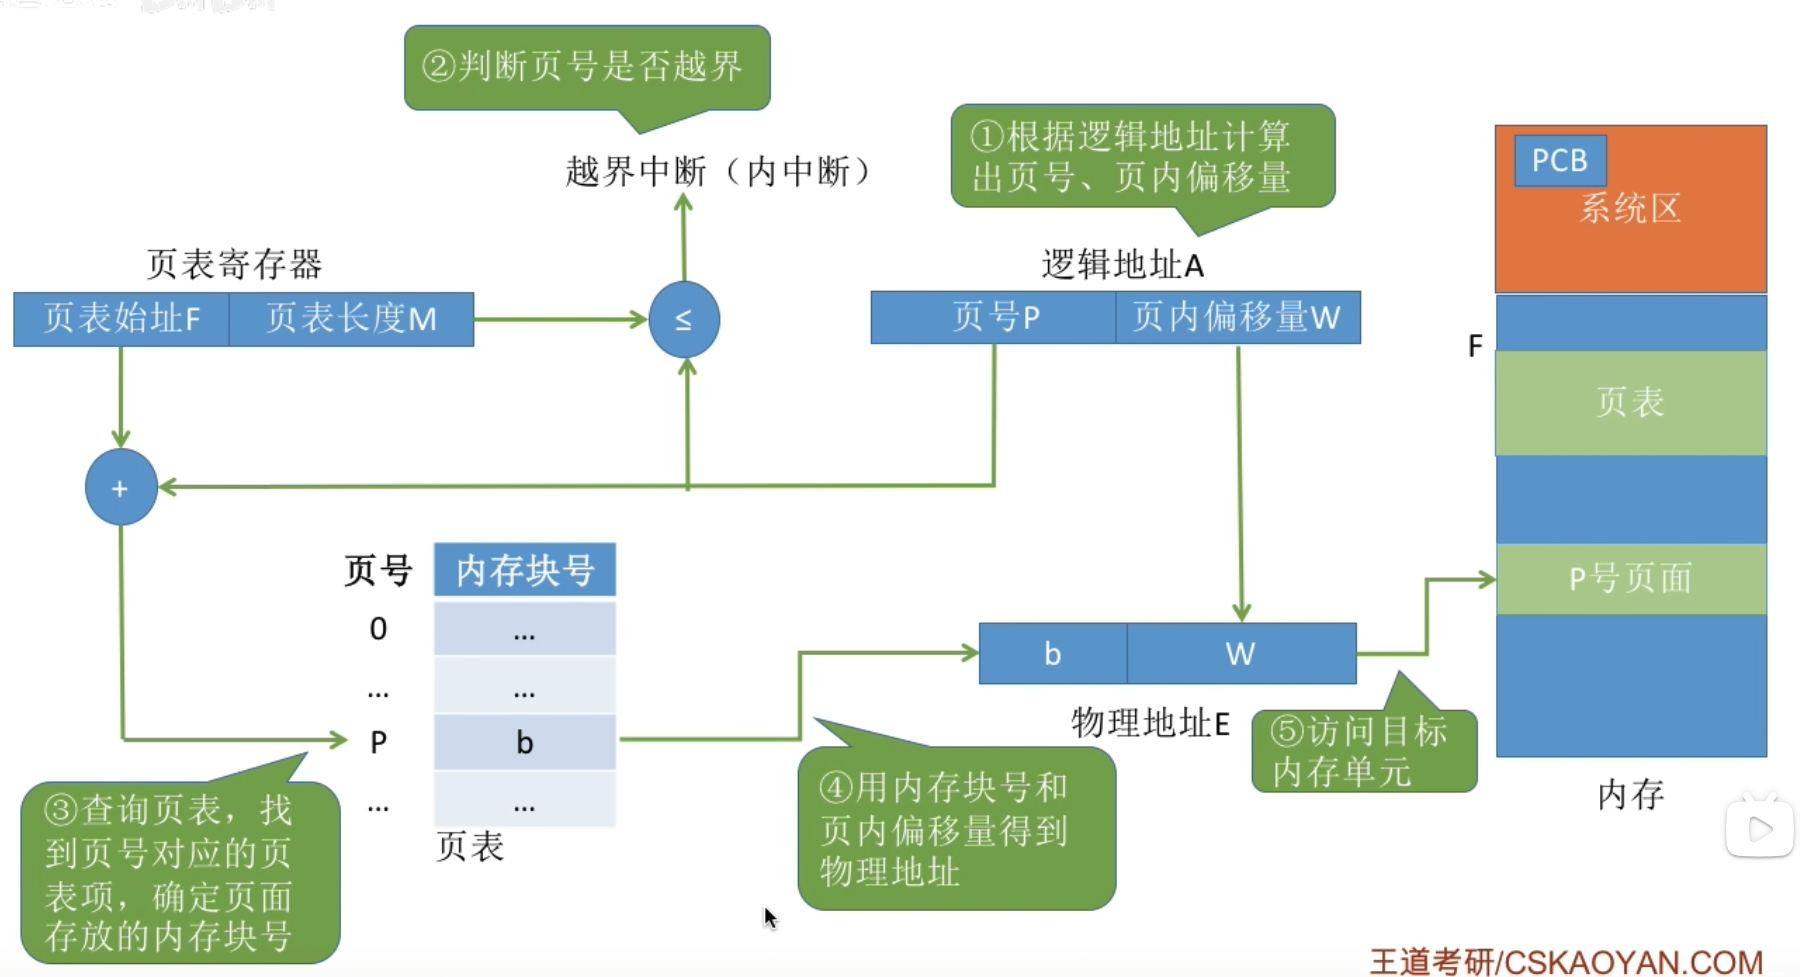 ②判断页号是否越界
①根据逻辑地址计算
出页号、页内偏移量
越界中断（内中断）
PCB
系统区
页表寄存器
逻辑地址A
页表始址F 页表长度M
≤
页号P 页内偏移量W
F
页表
+
页号 内存块号
0 …
… …
P b
… …
页表
P号页面
b W
物理地址E
⑤访问目标
内存单元
③查询页表，找
到页号对应的页
表项，确定页面
存放的内存块号
④用内存块号和
页内偏移量得到
物理地址
内存
王道考研/CSKAOYAN.COM